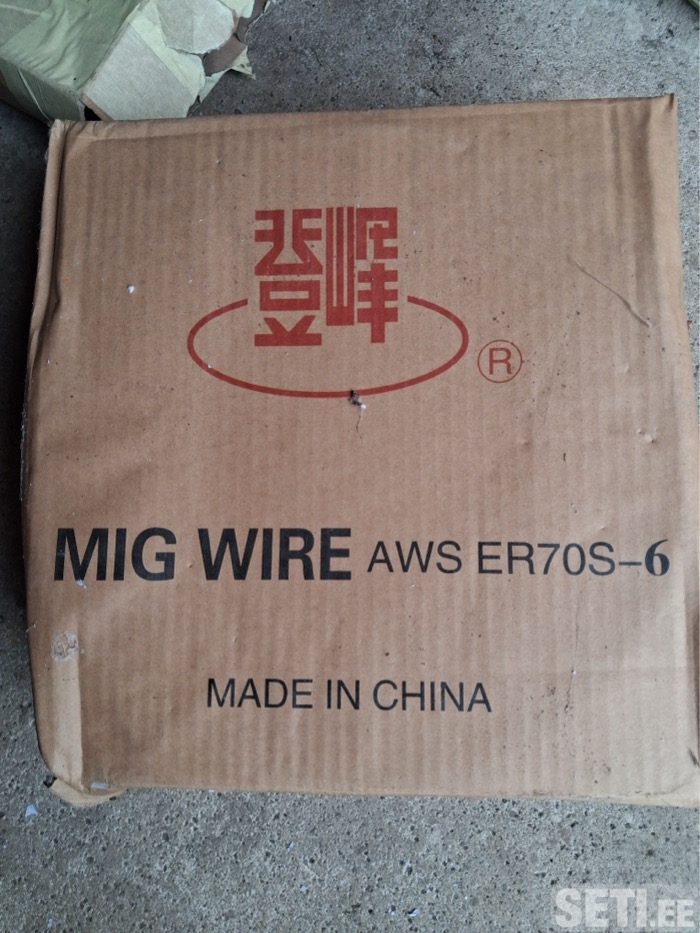 登峰
®
MIG WIRE AWS ER70S-6
MADE IN CHINA
SETI.EE